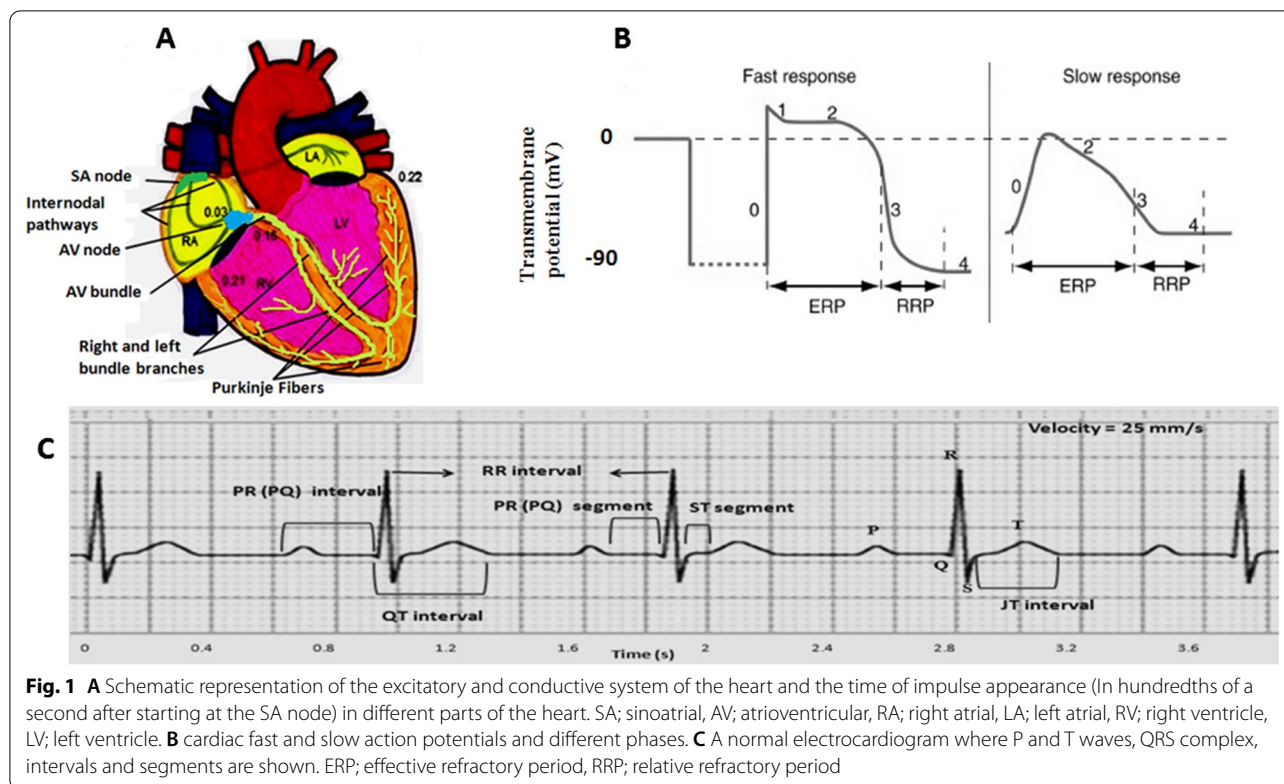 A
LA
SA node
0.22
Internodal
pathways
0.03
LV
RA
AV node
0.16
AV bundle
0.21
RV
Right and left
bundle branches
Purkinje Fibers
B
Fast response
Slow response
Transmembrane
potential (mV)
0
-90
0
1
2
3
4
ERP
RRP
0
2
3
4
ERP
RRP
C
Velocity = 25 mm/s
RR interval
R
PR (PQ) interval
PR (PQ) segment
ST segment
P
T
Q
S
QT interval
JT interval
0
0.4
0.8
1.2
1.6
Time (s)
2
2.4
2.8
3.2
3.6
Fig. 1 A Schematic representation of the excitatory and conductive system of the heart and the time of impulse appearance (In hundredths of a
second after starting at the SA node) in different parts of the heart. SA; sinoatrial, AV; atrioventricular, RA; right atrial, LA; left atrial, RV; right ventricle,
LV; left ventricle. B cardiac fast and slow action potentials and different phases. C A normal electrocardiogram where P and T waves, QRS complex,
intervals and segments are shown. ERP; effective refractory period, RRP; relative refractory period